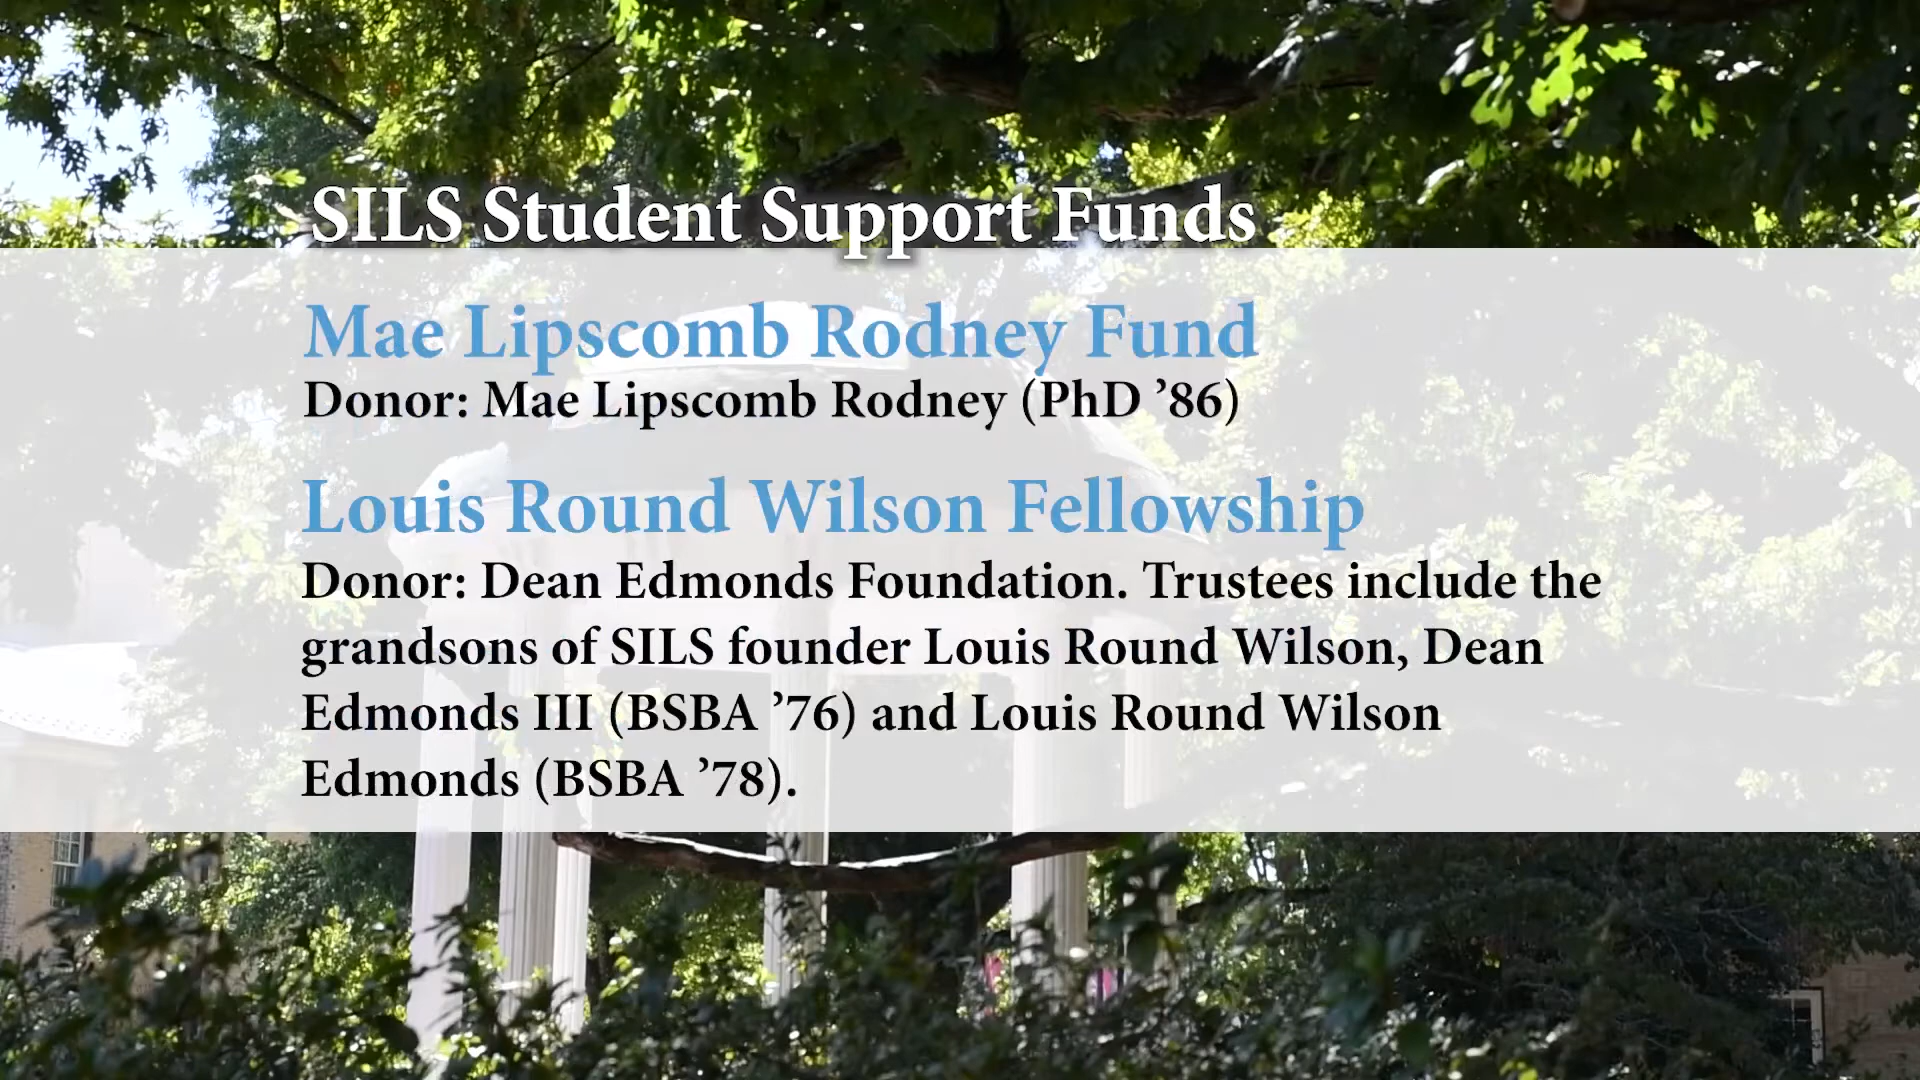 SILS Student Support Funds
Mae Lipscomb Rodney Fund
Donor: Mae Lipscomb Rodney (PhD ’86)
Louis Round Wilson Fellowship
Donor: Dean Edmonds Foundation. Trustees include the
grandsons of SILS founder Louis Round Wilson, Dean
Edmonds III (BSBA ’76) and Louis Round Wilson
Edmonds (BSBA ’78).